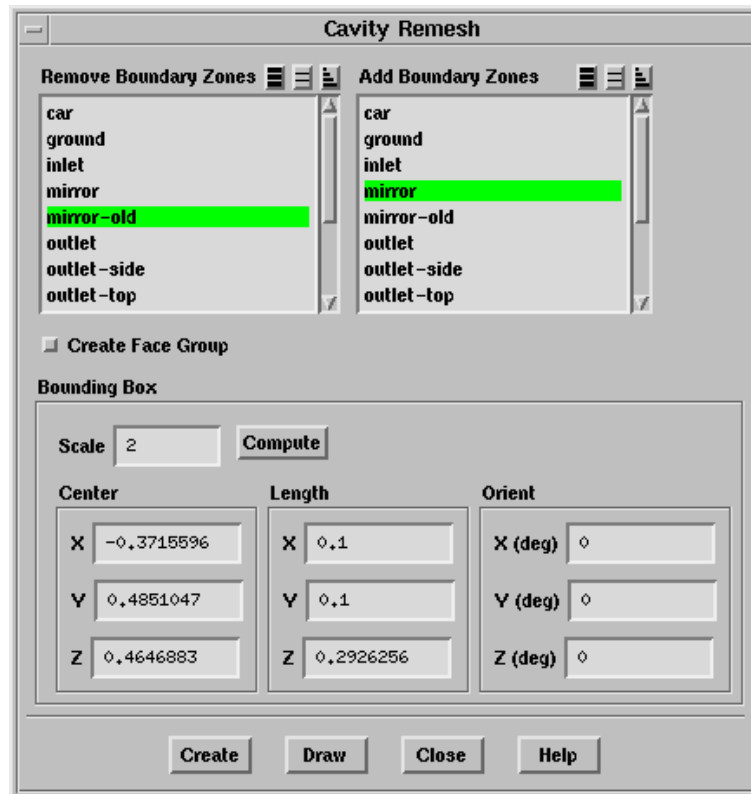 Cavity Remesh
Remove Boundary Zones Add Boundary Zones
car car
ground ground
inlet inlet
mirror mirror
mirror-old mirror-old
outlet outlet
outlet-side outlet-side
outlet-top outlet-top
Create Face Group
Bounding Box
Scale 2 Compute
Center Length Orient
X -0.3715596 X 0.1 X (deg) 0
Y 0.4851047 Y 0.1 Y (deg) 0
Z 0.4646883 Z 0.2926256 Z (deg) 0
Create Draw Close Help